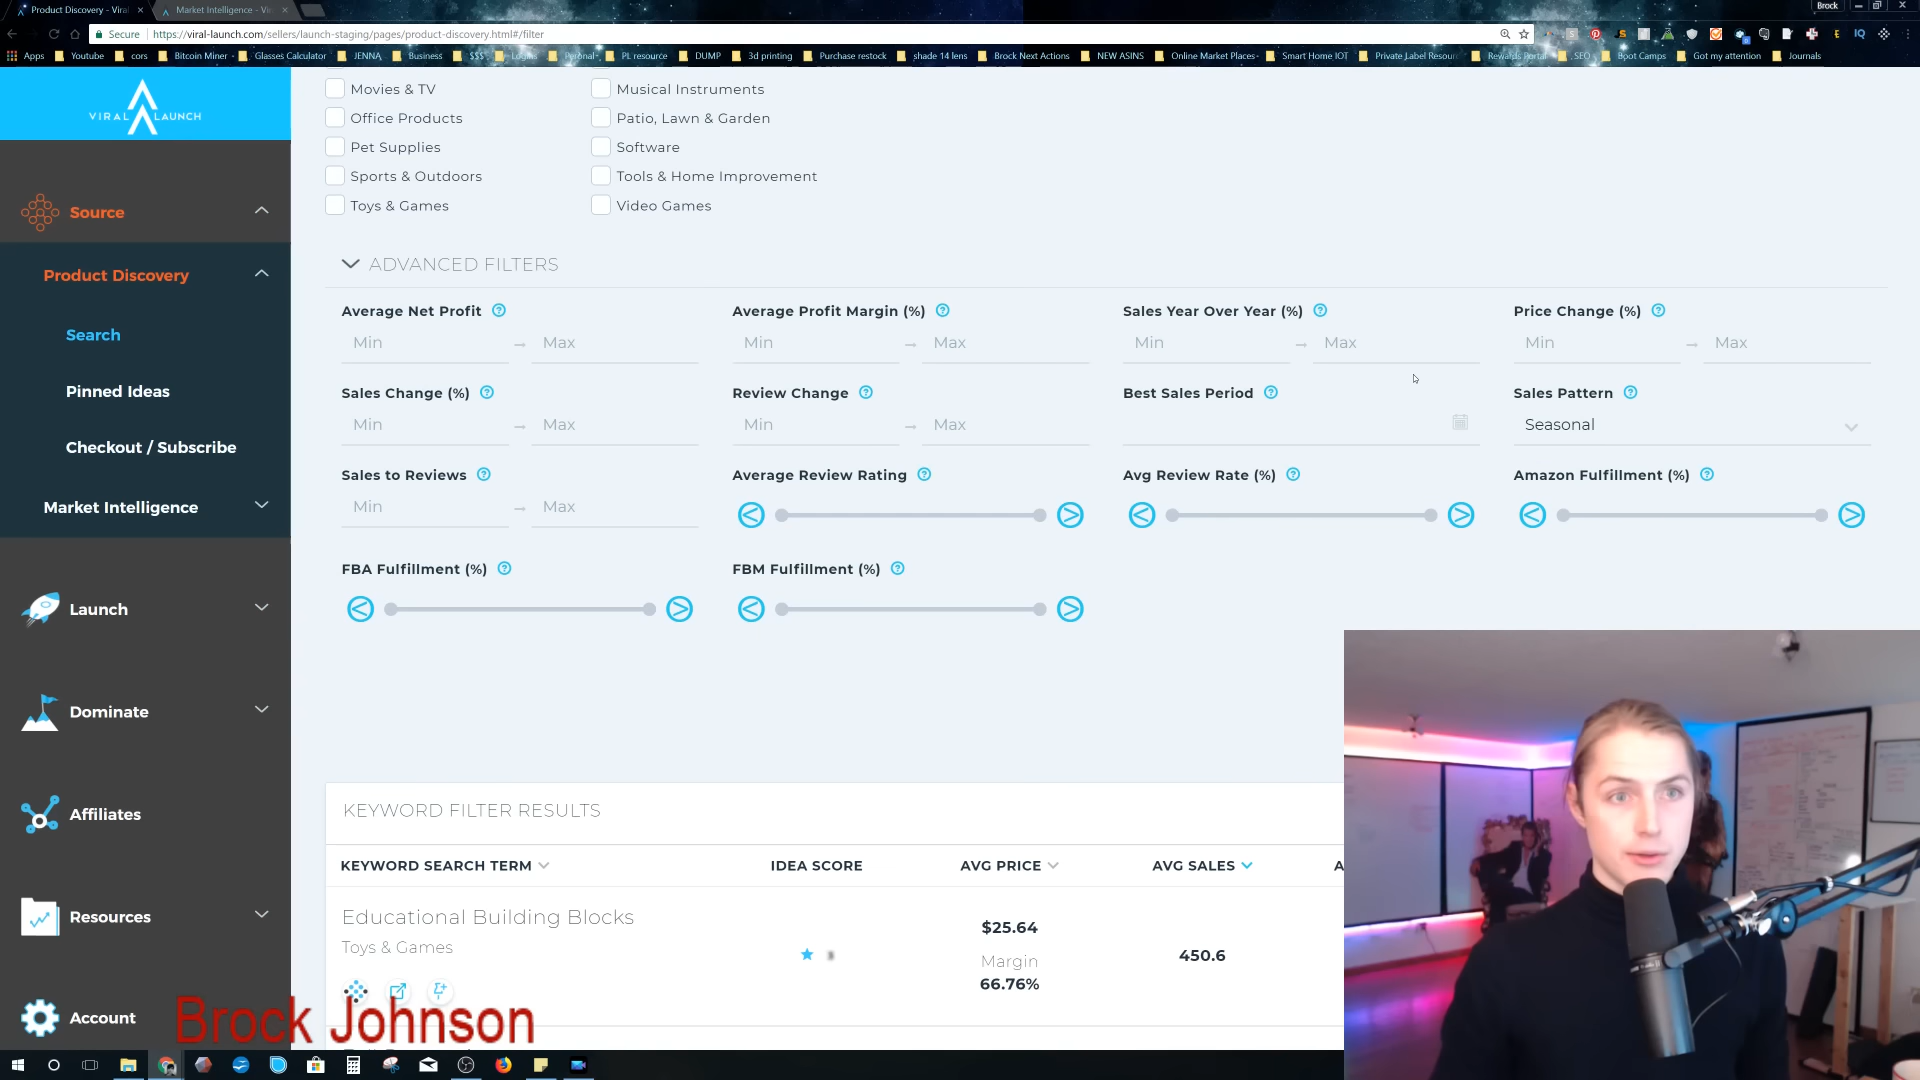 Product Discovery - Viral
Market Intelligence - Vi
Brock
Secure
https://viral-launch.com/sellers/launch-staging/pages/product-discovery.html#/filter
Apps
Youtube
cors
Bitcoin Miner -
Glasses Calculator
JENNA
Business
$$$
PL resource
DUMP
3d printing
Purchase restock
shade 14 lens
Brock Next Actions
NEW ASINS
Online Market Places-
Smart Home IOT
Private Label Resour
Rewards Portal
SEO
Boot Camps
Got my attention
Journals
VIRAL LAUNCH
Source
Product Discovery
Search
Pinned Ideas
Checkout / Subscribe
Market Intelligence
Launch
Dominate
Affiliates
Resources
Account
Movies & TV
Musical Instruments
Office Products
Patio, Lawn & Garden
Pet Supplies
Software
Sports & Outdoors
Tools & Home Improvement
Toys & Games
Video Games
ADVANCED FILTERS
Average Net Profit
Average Profit Margin (%)
Sales Year Over Year (%)
Price Change (%)
Min → Max
Min → Max
Min → Max
Min → Max
Sales Change (%)
Review Change
Best Sales Period
Sales Pattern
Min → Max
Min → Max
Seasonal
Sales to Reviews
Average Review Rating
Avg Review Rate (%)
Amazon Fulfillment (%)
Min → Max
FBA Fulfillment (%)
FBM Fulfillment (%)
KEYWORD FILTER RESULTS
KEYWORD SEARCH TERM
IDEA SCORE
AVG PRICE
AVG SALES
A
Educational Building Blocks
Toys & Games
$25.64
Margin
66.76%
450.6
Brock Johnson